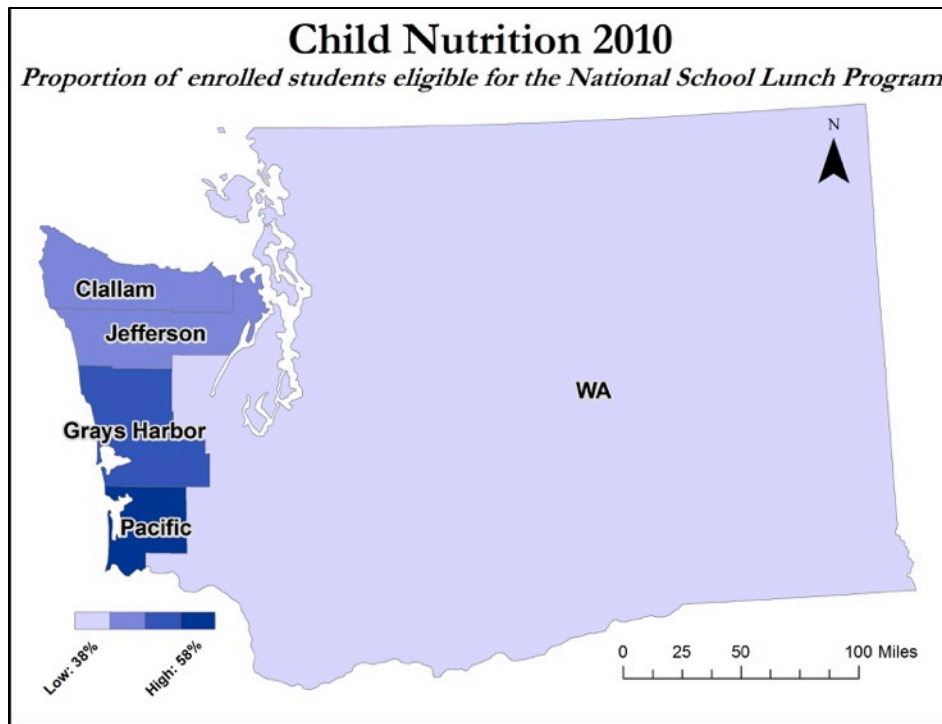 Child Nutrition 2010
Proportion of enrolled students eligible for the National School Lunch Program
N
Clallam
Jefferson
WA
Grays Harbor
Pacific
Low: 38%
High: 58%
0 25 50 100 Miles